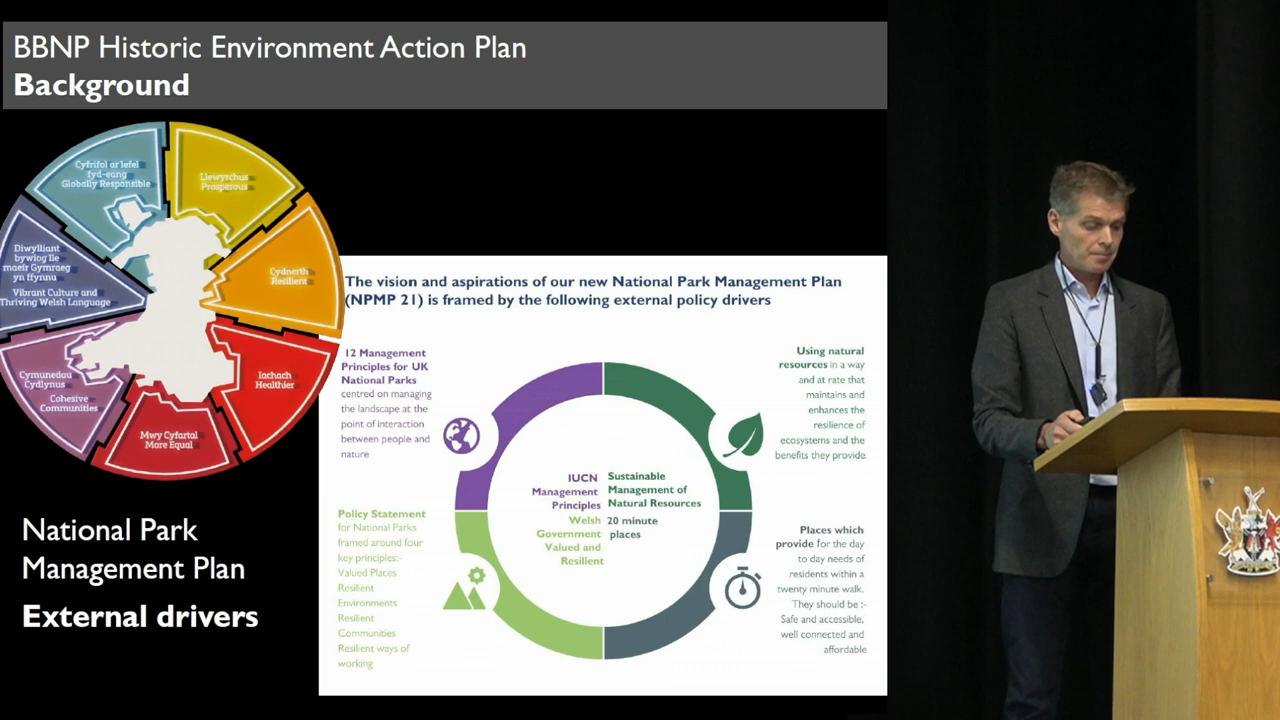 BBNP Historic Environment Action Plan
Background
Cyfrifol ar lefel
fyd-eang
Globally Responsible
Llewyrchus
Prosperous
Cydnerth
Resilient
Iachach
Healthier
Mwy Cyfartal
More Equal
Cymunedau
Cydlynus
Cohesive
Communities
Diwylliant
bywiog lle
mae'r Gymraeg
yn ffynnu
Vibrant Culture and
Thriving Welsh Language
National Park
Management Plan
External drivers
The vision and aspirations of our new National Park Management Plan
(NPMP 21) is framed by the following external policy drivers
12 Management
Principles for UK
National Parks
centred on managing
the landscape at the
point of interaction
between people and
nature
Using natural
resources in a way
and at rate that
maintains and
enhances the
resilience of
ecosystems and the
benefits they provide.
IUCN
Management
Principles
Sustainable
Management of
Natural Resources
Welsh
Government
Valued and
Resilient
20 minute
places
Policy Statement
for National Parks
framed around four
key principles:-
Valued Places
Resilient
Environments
Resilient
Communities
Resilient ways of
working
Places which
provide for the day
to day needs of
residents within a
twenty minute walk.
They should be :-
Safe and accessible,
well connected and
affordable